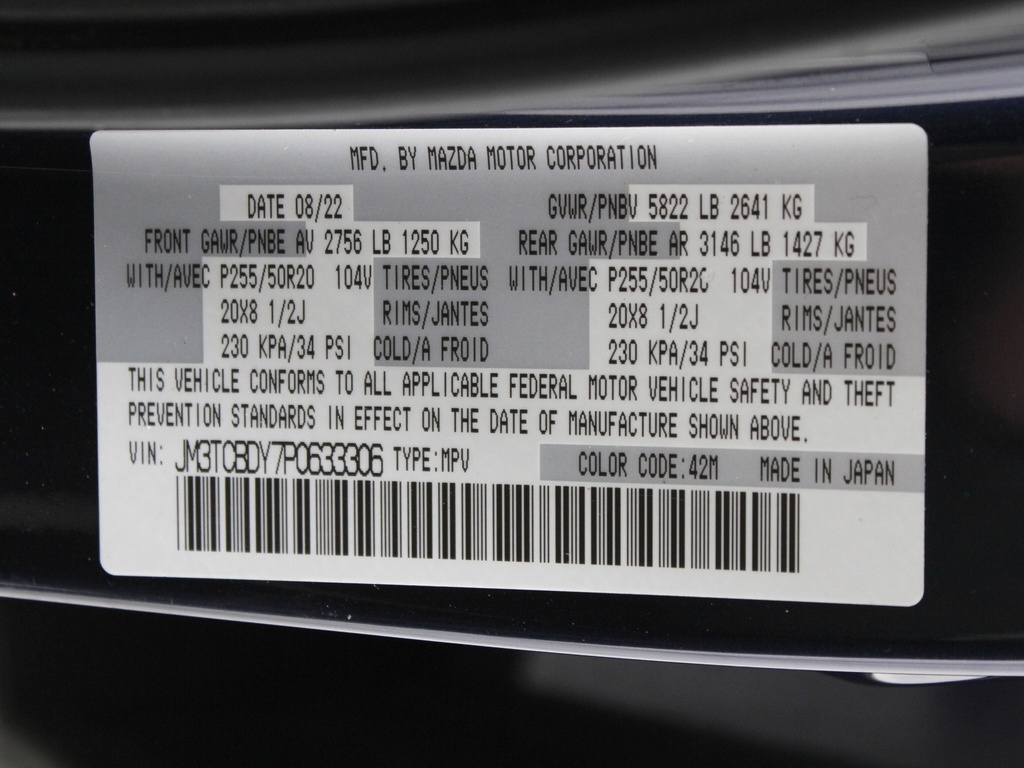 MFD. BY MAZDA MOTOR CORPORATION
DATE 08/22 GVWR/PNBV 5822 LB 2641 KG
FRONT GAWR/PNBE AV 2756 LB 1250 KG REAR GAWR/PNBE AR 3146 LB 1427 KG
WITH/AVEC P255/50R20 104V TIRES/PNEUS WITH/AVEC P255/50R20 104V TIRES/PNEUS
20X8 1/2J RIMS/JANTES 20X8 1/2J RIMS/JANTES
230 KPA/34 PSI COLD/A FROID 230 KPA/34 PSI COLD/A FROID
THIS VEHICLE CONFORMS TO ALL APPLICABLE FEDERAL MOTOR VEHICLE SAFETY AND THEFT
PREVENTION STANDARDS IN EFFECT ON THE DATE OF MANUFACTURE SHOWN ABOVE.
VIN: JM3TCBDY7P0633306 TYPE:MPV COLOR CODE:42M MADE IN JAPAN